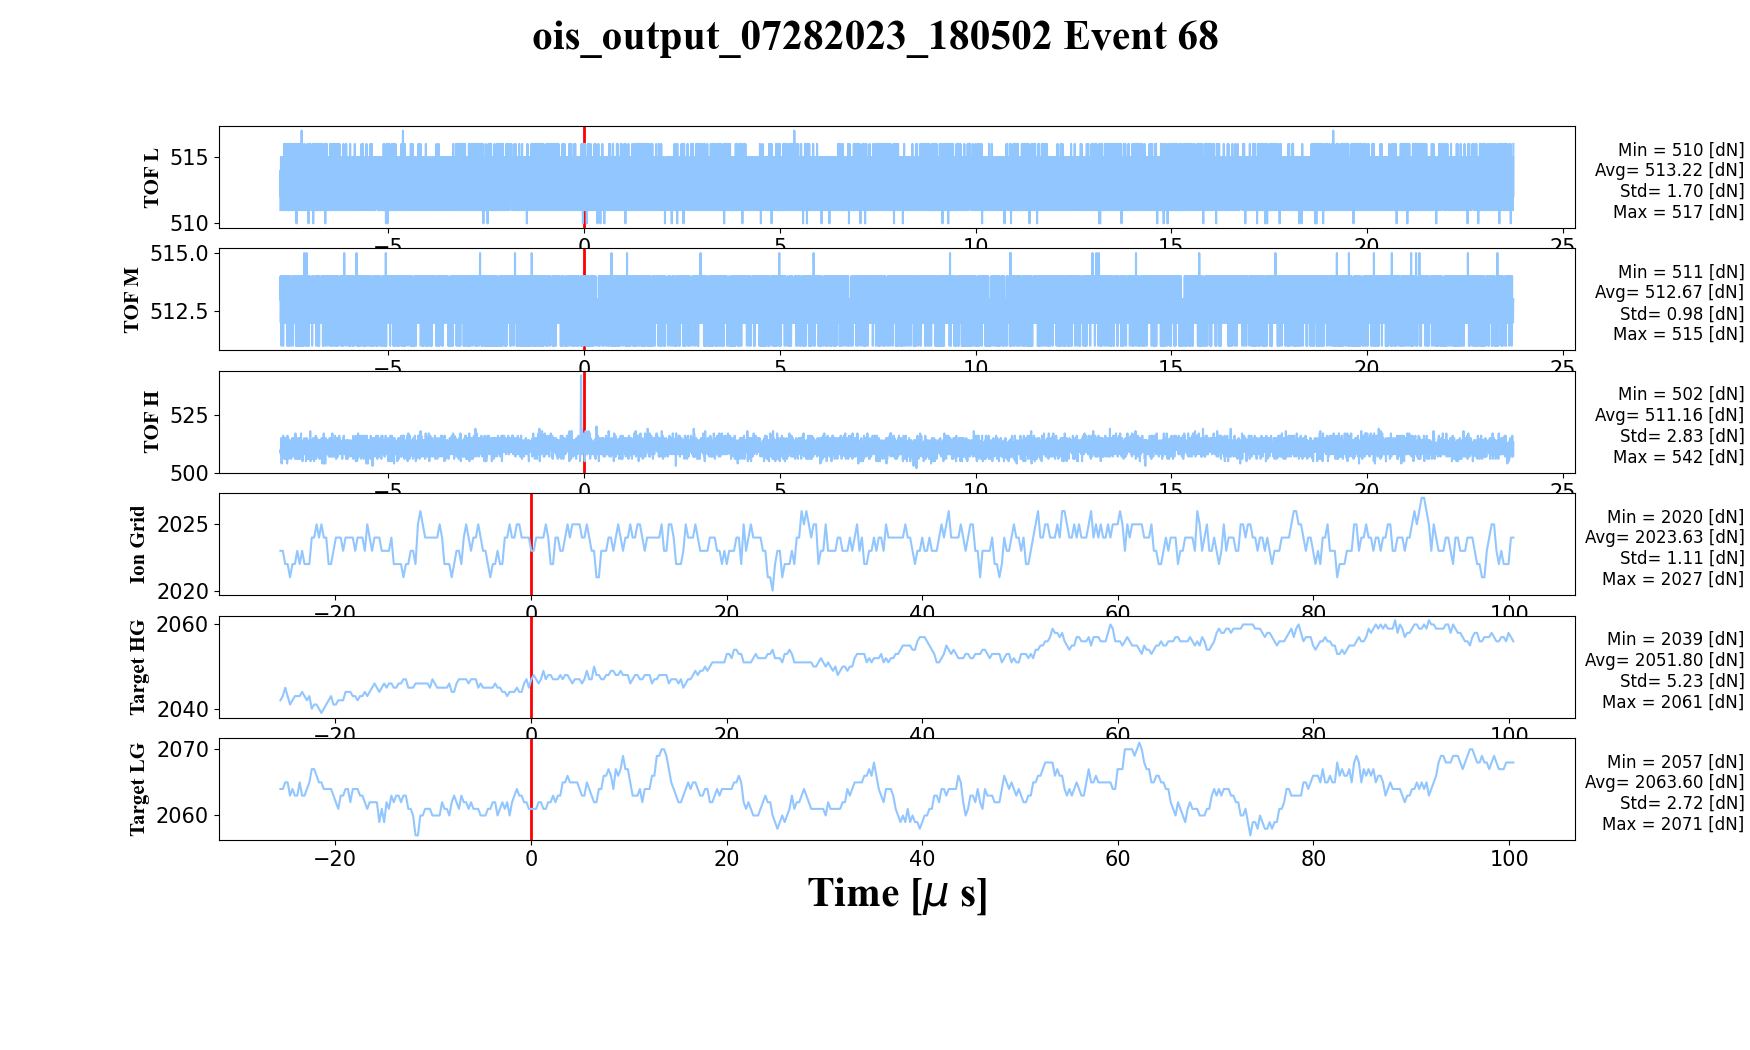 ois_output_07282023_180502 Event 68
TOF L
515
510
−5
0
5
10
15
20
25
Min = 510 [dN]
Avg= 513.22 [dN]
Std= 1.70 [dN]
Max = 517 [dN]
TOF M
515.0
512.5
−5
0
5
10
15
20
25
Min = 511 [dN]
Avg= 512.67 [dN]
Std= 0.98 [dN]
Max = 515 [dN]
TOF H
525
500
−5
0
5
10
15
20
25
Min = 502 [dN]
Avg= 511.16 [dN]
Std= 2.83 [dN]
Max = 542 [dN]
Ion Grid
2025
2020
−20
0
20
40
60
80
100
Min = 2020 [dN]
Avg= 2023.63 [dN]
Std= 1.11 [dN]
Max = 2027 [dN]
Target HG
2060
2040
−20
0
20
40
60
80
100
Min = 2039 [dN]
Avg= 2051.80 [dN]
Std= 5.23 [dN]
Max = 2061 [dN]
Target LG
2070
2060
−20
0
20
40
60
80
100
Min = 2057 [dN]
Avg= 2063.60 [dN]
Std= 2.72 [dN]
Max = 2071 [dN]
Time [μ s]